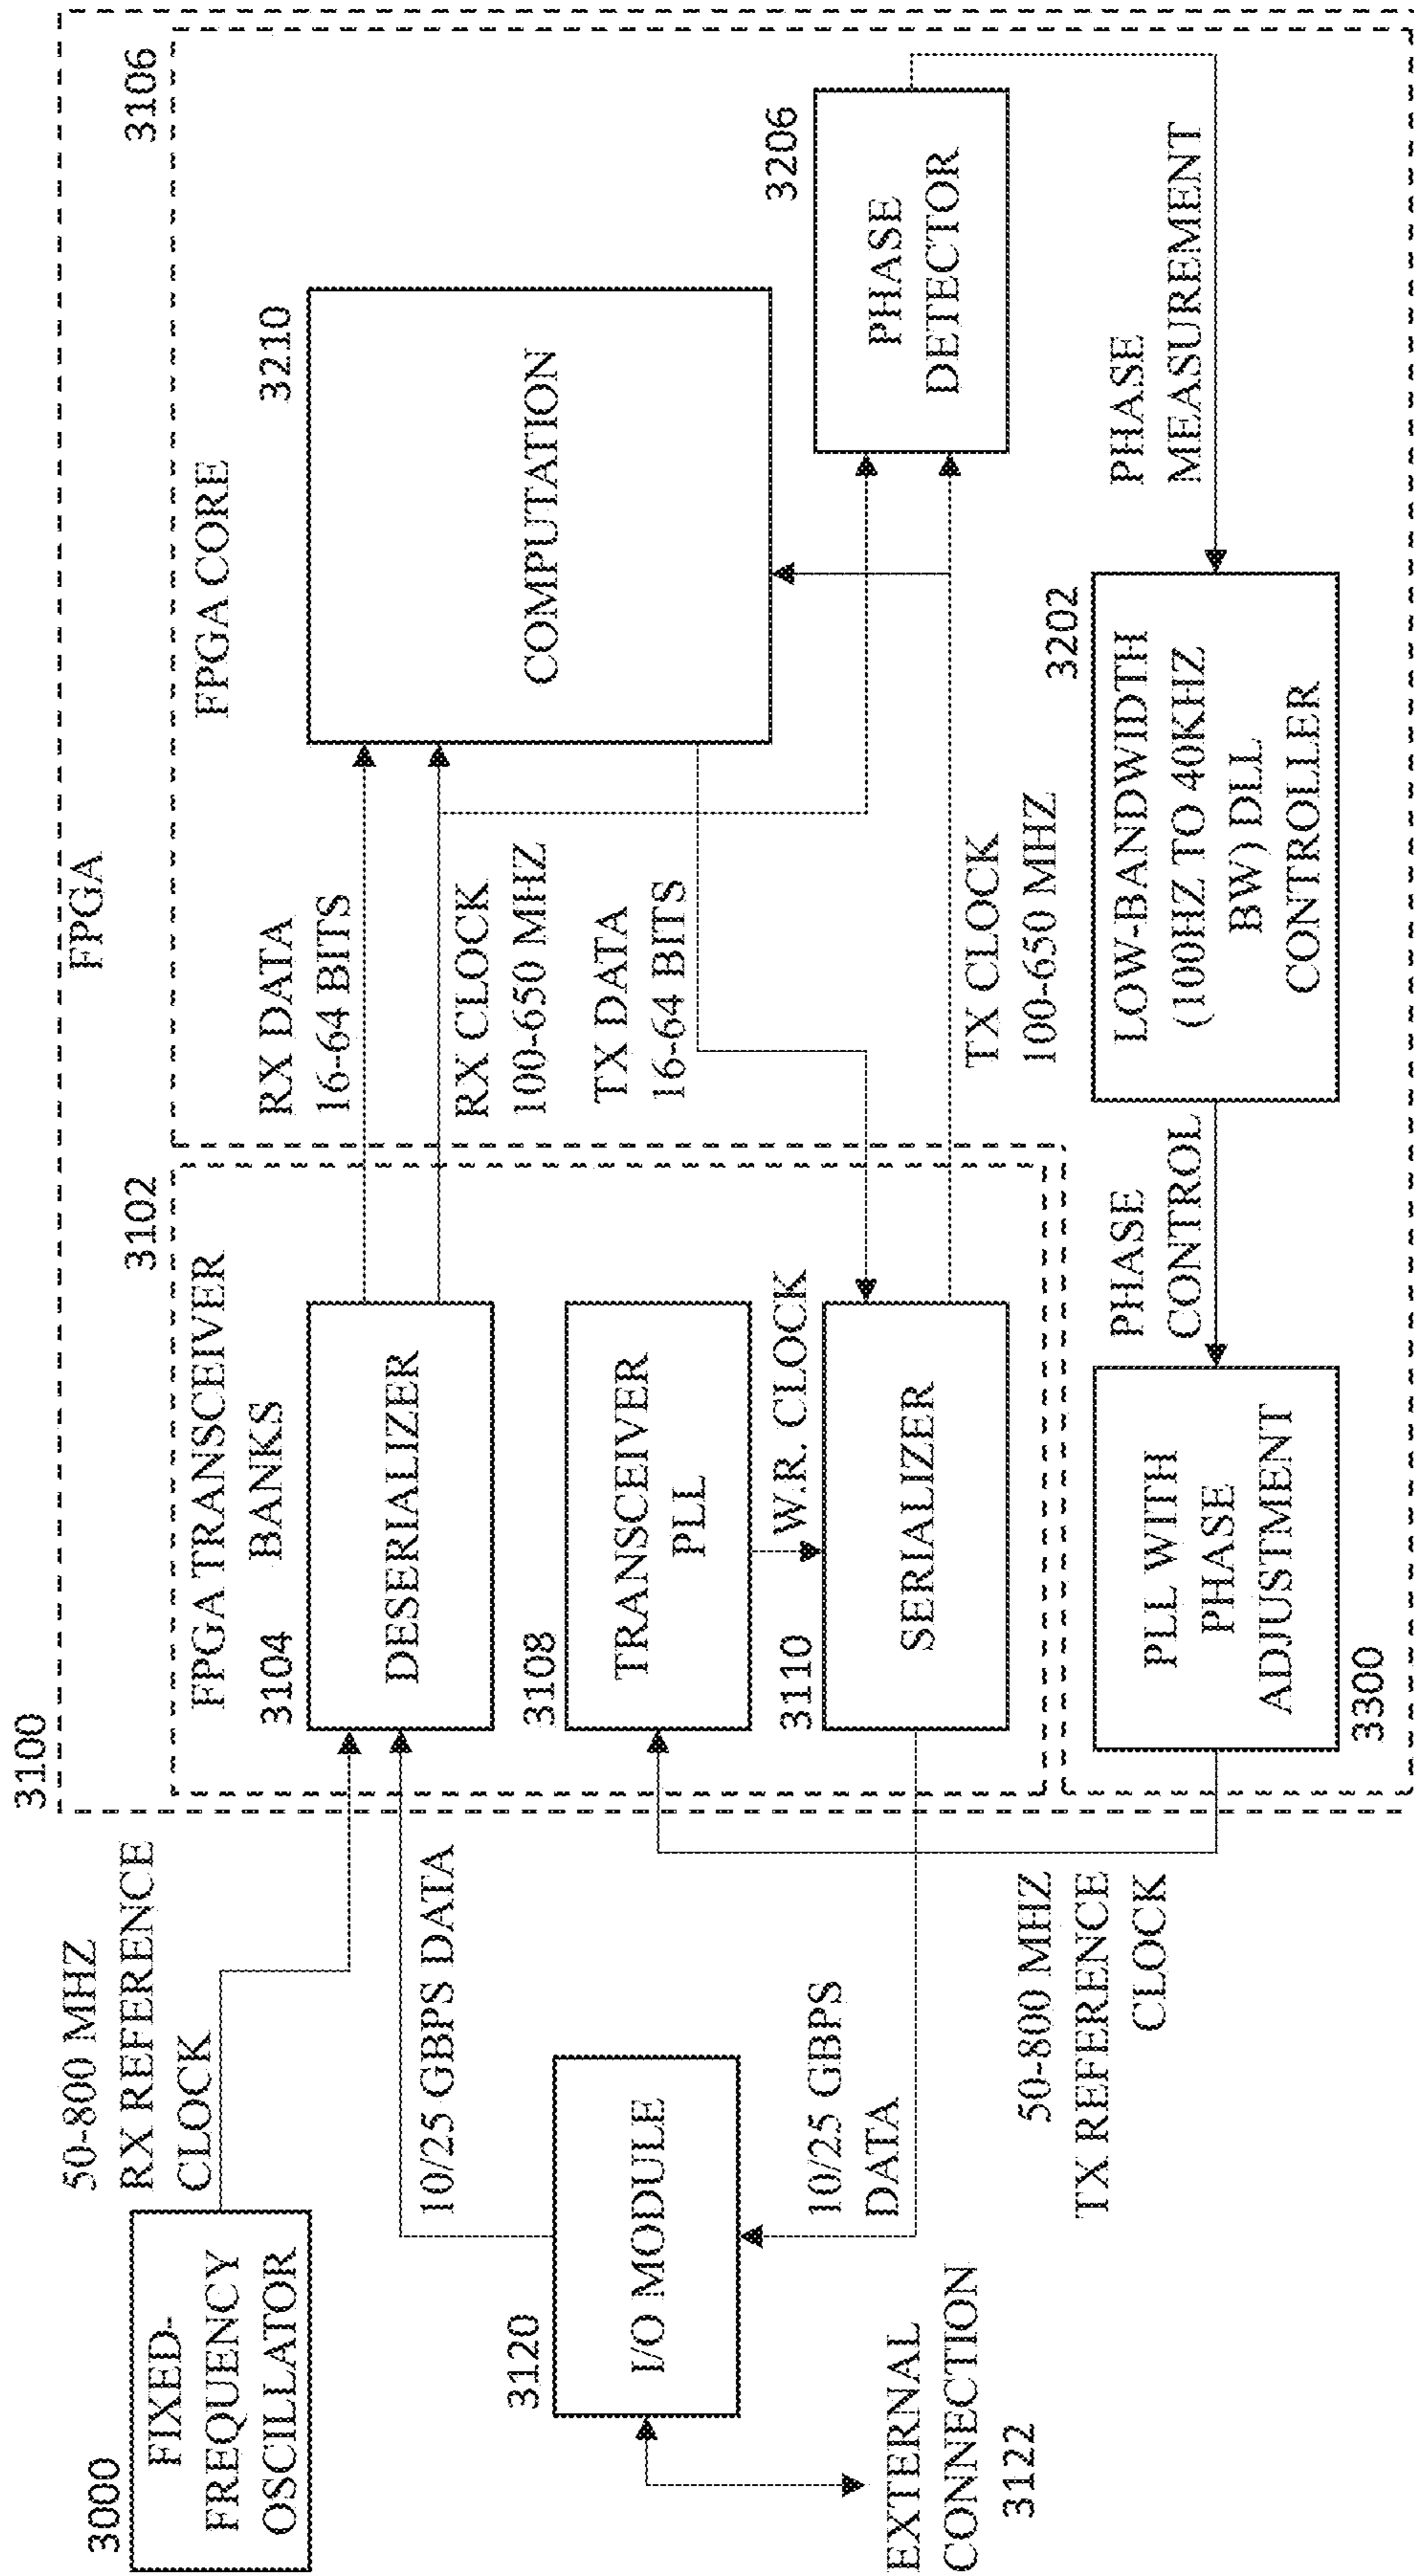 3100
FPGA
3000
FIXED-
FREQUENCY
OSCILLATOR
50-800 MHZ
RX REFERENCE
CLOCK
3102
FPGA TRANSCEIVER
BANKS
3104
DESERIALIZER
3106
FPGA CORE
RX DATA
16-64 BITS
3210
COMPUTATION
10/25 GBPS DATA
RX CLOCK
100-650 MHZ
3120
I/O MODULE
3108
TRANSCEIVER
PLL
TX DATA
16-64 BITS
W.R. CLOCK
3206
PHASE
DETECTOR
10/25 GBPS
DATA
3110
SERIALIZER
EXTERNAL
CONNECTION
3122
TX CLOCK
100-650 MHZ
50-800 MHZ
TX REFERENCE
CLOCK
PLL WITH
PHASE
ADJUSTMENT
3300
PHASE
CONTROL
3202
LOW-BANDWIDTH
(100HZ TO 40KHZ
BW) DLL
CONTROLLER
PHASE
MEASUREMENT